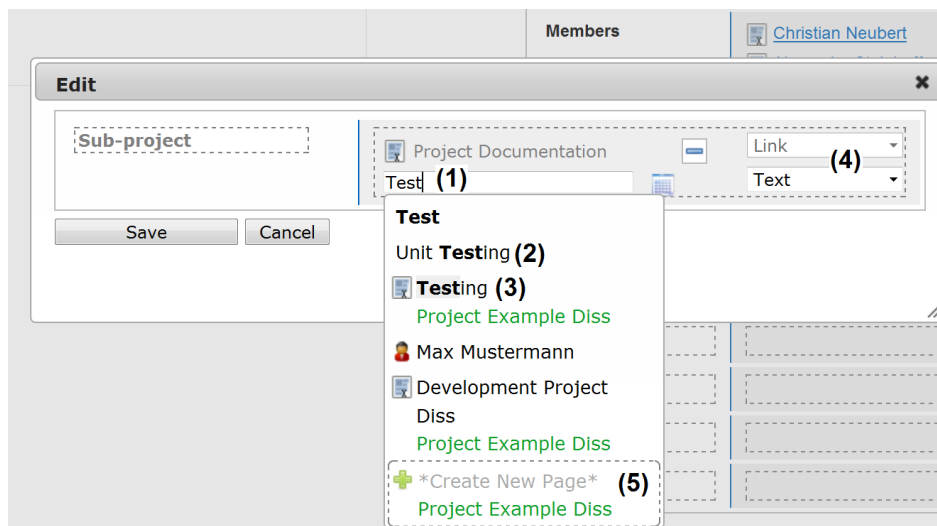 Members
Christian Neubert
Edit
Sub-project
Project Documentation
Link
(4)
Test (1)
Text
Save
Cancel
Test
Unit Testing (2)
Testing (3)
Project Example Diss
Max Mustermann
Development Project
Diss
Project Example Diss
*Create New Page* (5)
Project Example Diss